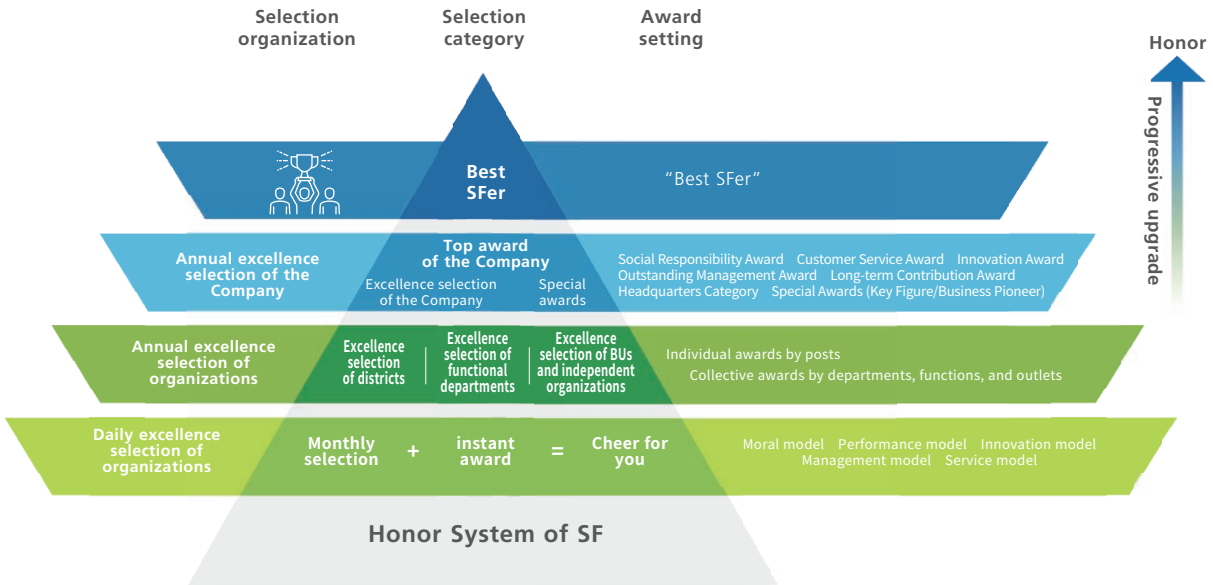 Selection
organization
Selection
category
Award
setting
Honor
Progressive upgrade
Best
SFer
“Best SFer”
Annual excellence
selection of the
Company
Top award
of the Company
Excellence selection
of the Company
Special
awards
Social Responsibility Award Customer Service Award Innovation Award
Outstanding Management Award Long-term Contribution Award
Headquarters Category Special Awards (Key Figure/Business Pioneer)
Annual excellence
selection of
organizations
Excellence
selection
of districts
Excellence
selection of
functional
departments
Excellence
selection of BUs
and independent
organizations
Individual awards by posts
Collective awards by departments, functions, and outlets
Daily excellence
selection of
organizations
Monthly
selection
+
instant
award
=
Cheer for
you
Moral model Performance model Innovation model
Management model Service model
Honor System of SF